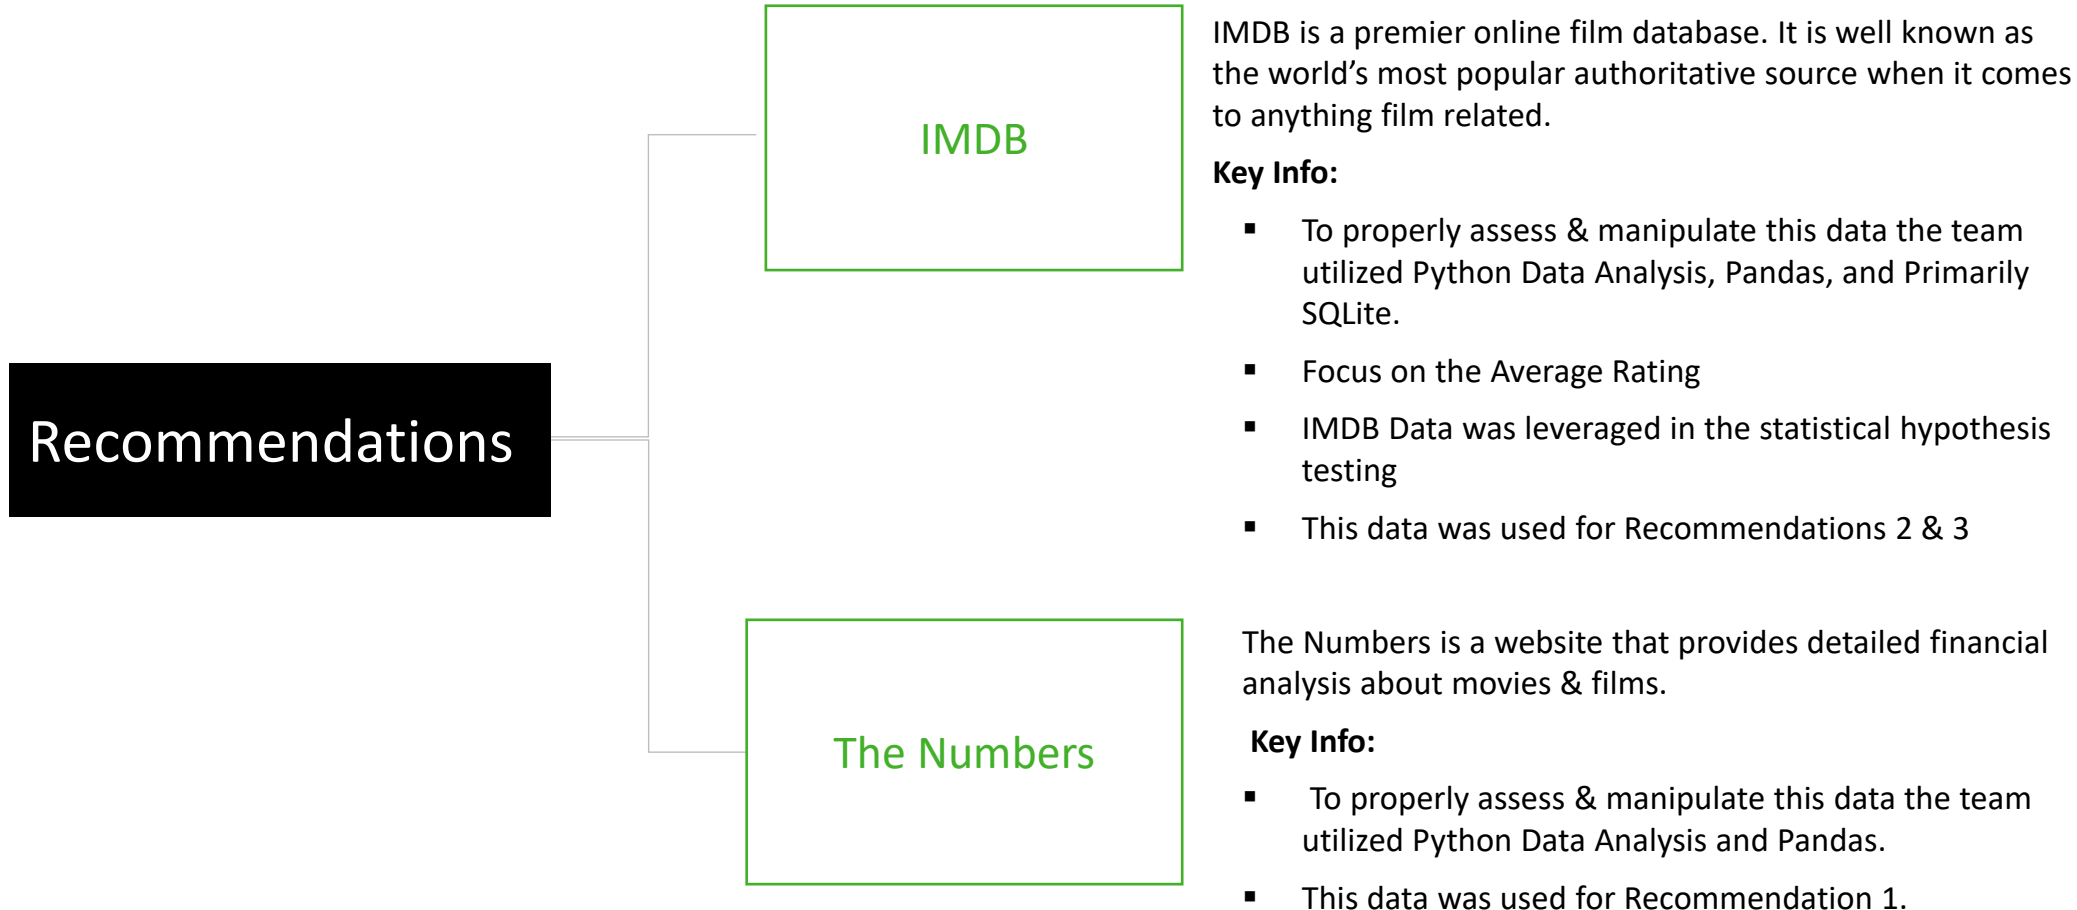 Recommendations
IMDB
IMDB is a premier online film database. It is well known as
the world’s most popular authoritative source when it comes
to anything film related.
Key Info:
▪ To properly assess & manipulate this data the team
utilized Python Data Analysis, Pandas, and Primarily
SQLite.
▪ Focus on the Average Rating
▪ IMDB Data was leveraged in the statistical hypothesis
testing
▪ This data was used for Recommendations 2 & 3
The Numbers
The Numbers is a website that provides detailed financial
analysis about movies & films.
Key Info:
▪ To properly assess & manipulate this data the team
utilized Python Data Analysis and Pandas.
▪ This data was used for Recommendation 1.